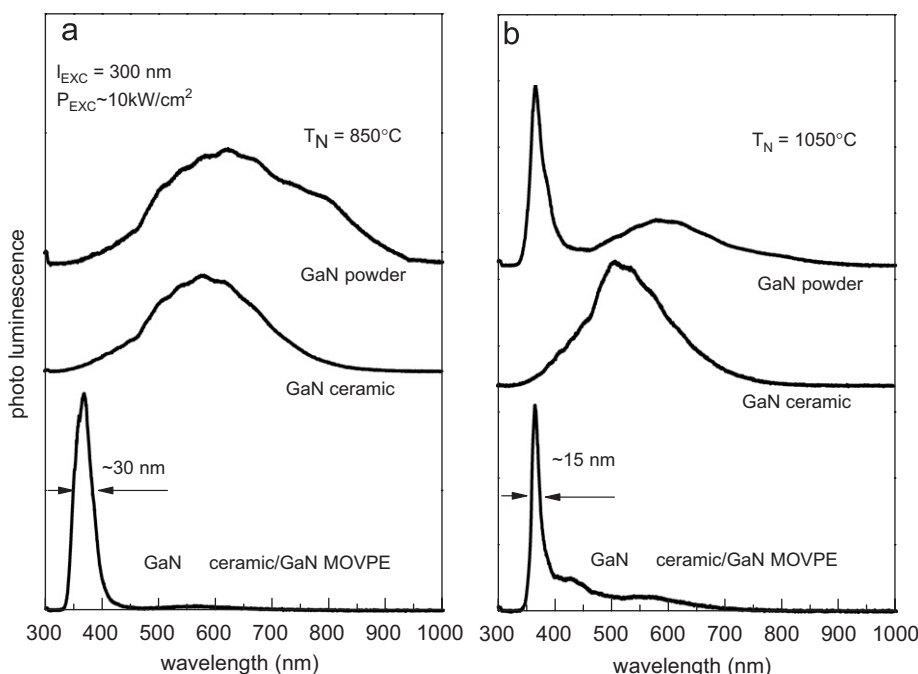 a
l_EXC = 300 nm
P_EXC~10kW/cm²
T_N = 850°C
GaN powder
GaN ceramic
~30 nm
GaN ceramic/GaN MOVPE
300 400 500 600 700 800 900 1000
wavelength (nm)
photo luminescence
b
T_N = 1050°C
GaN powder
GaN ceramic
~15 nm
GaN ceramic/GaN MOVPE
300 400 500 600 700 800 900 1000
wavelength (nm)